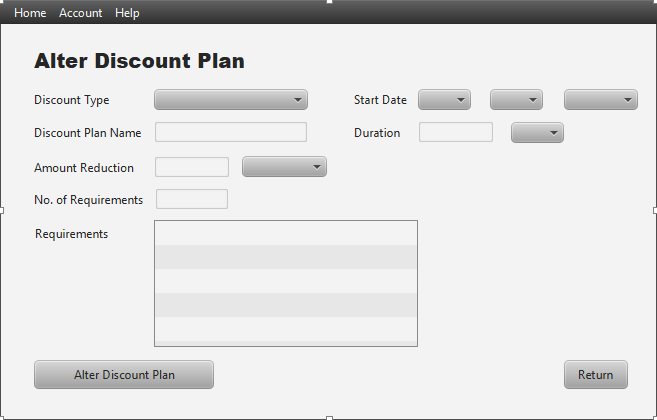 Home Account Help
Alter Discount Plan
Discount Type Start Date
Discount Plan Name Duration
Amount Reduction
No. of Requirements
Requirements
Alter Discount Plan Return